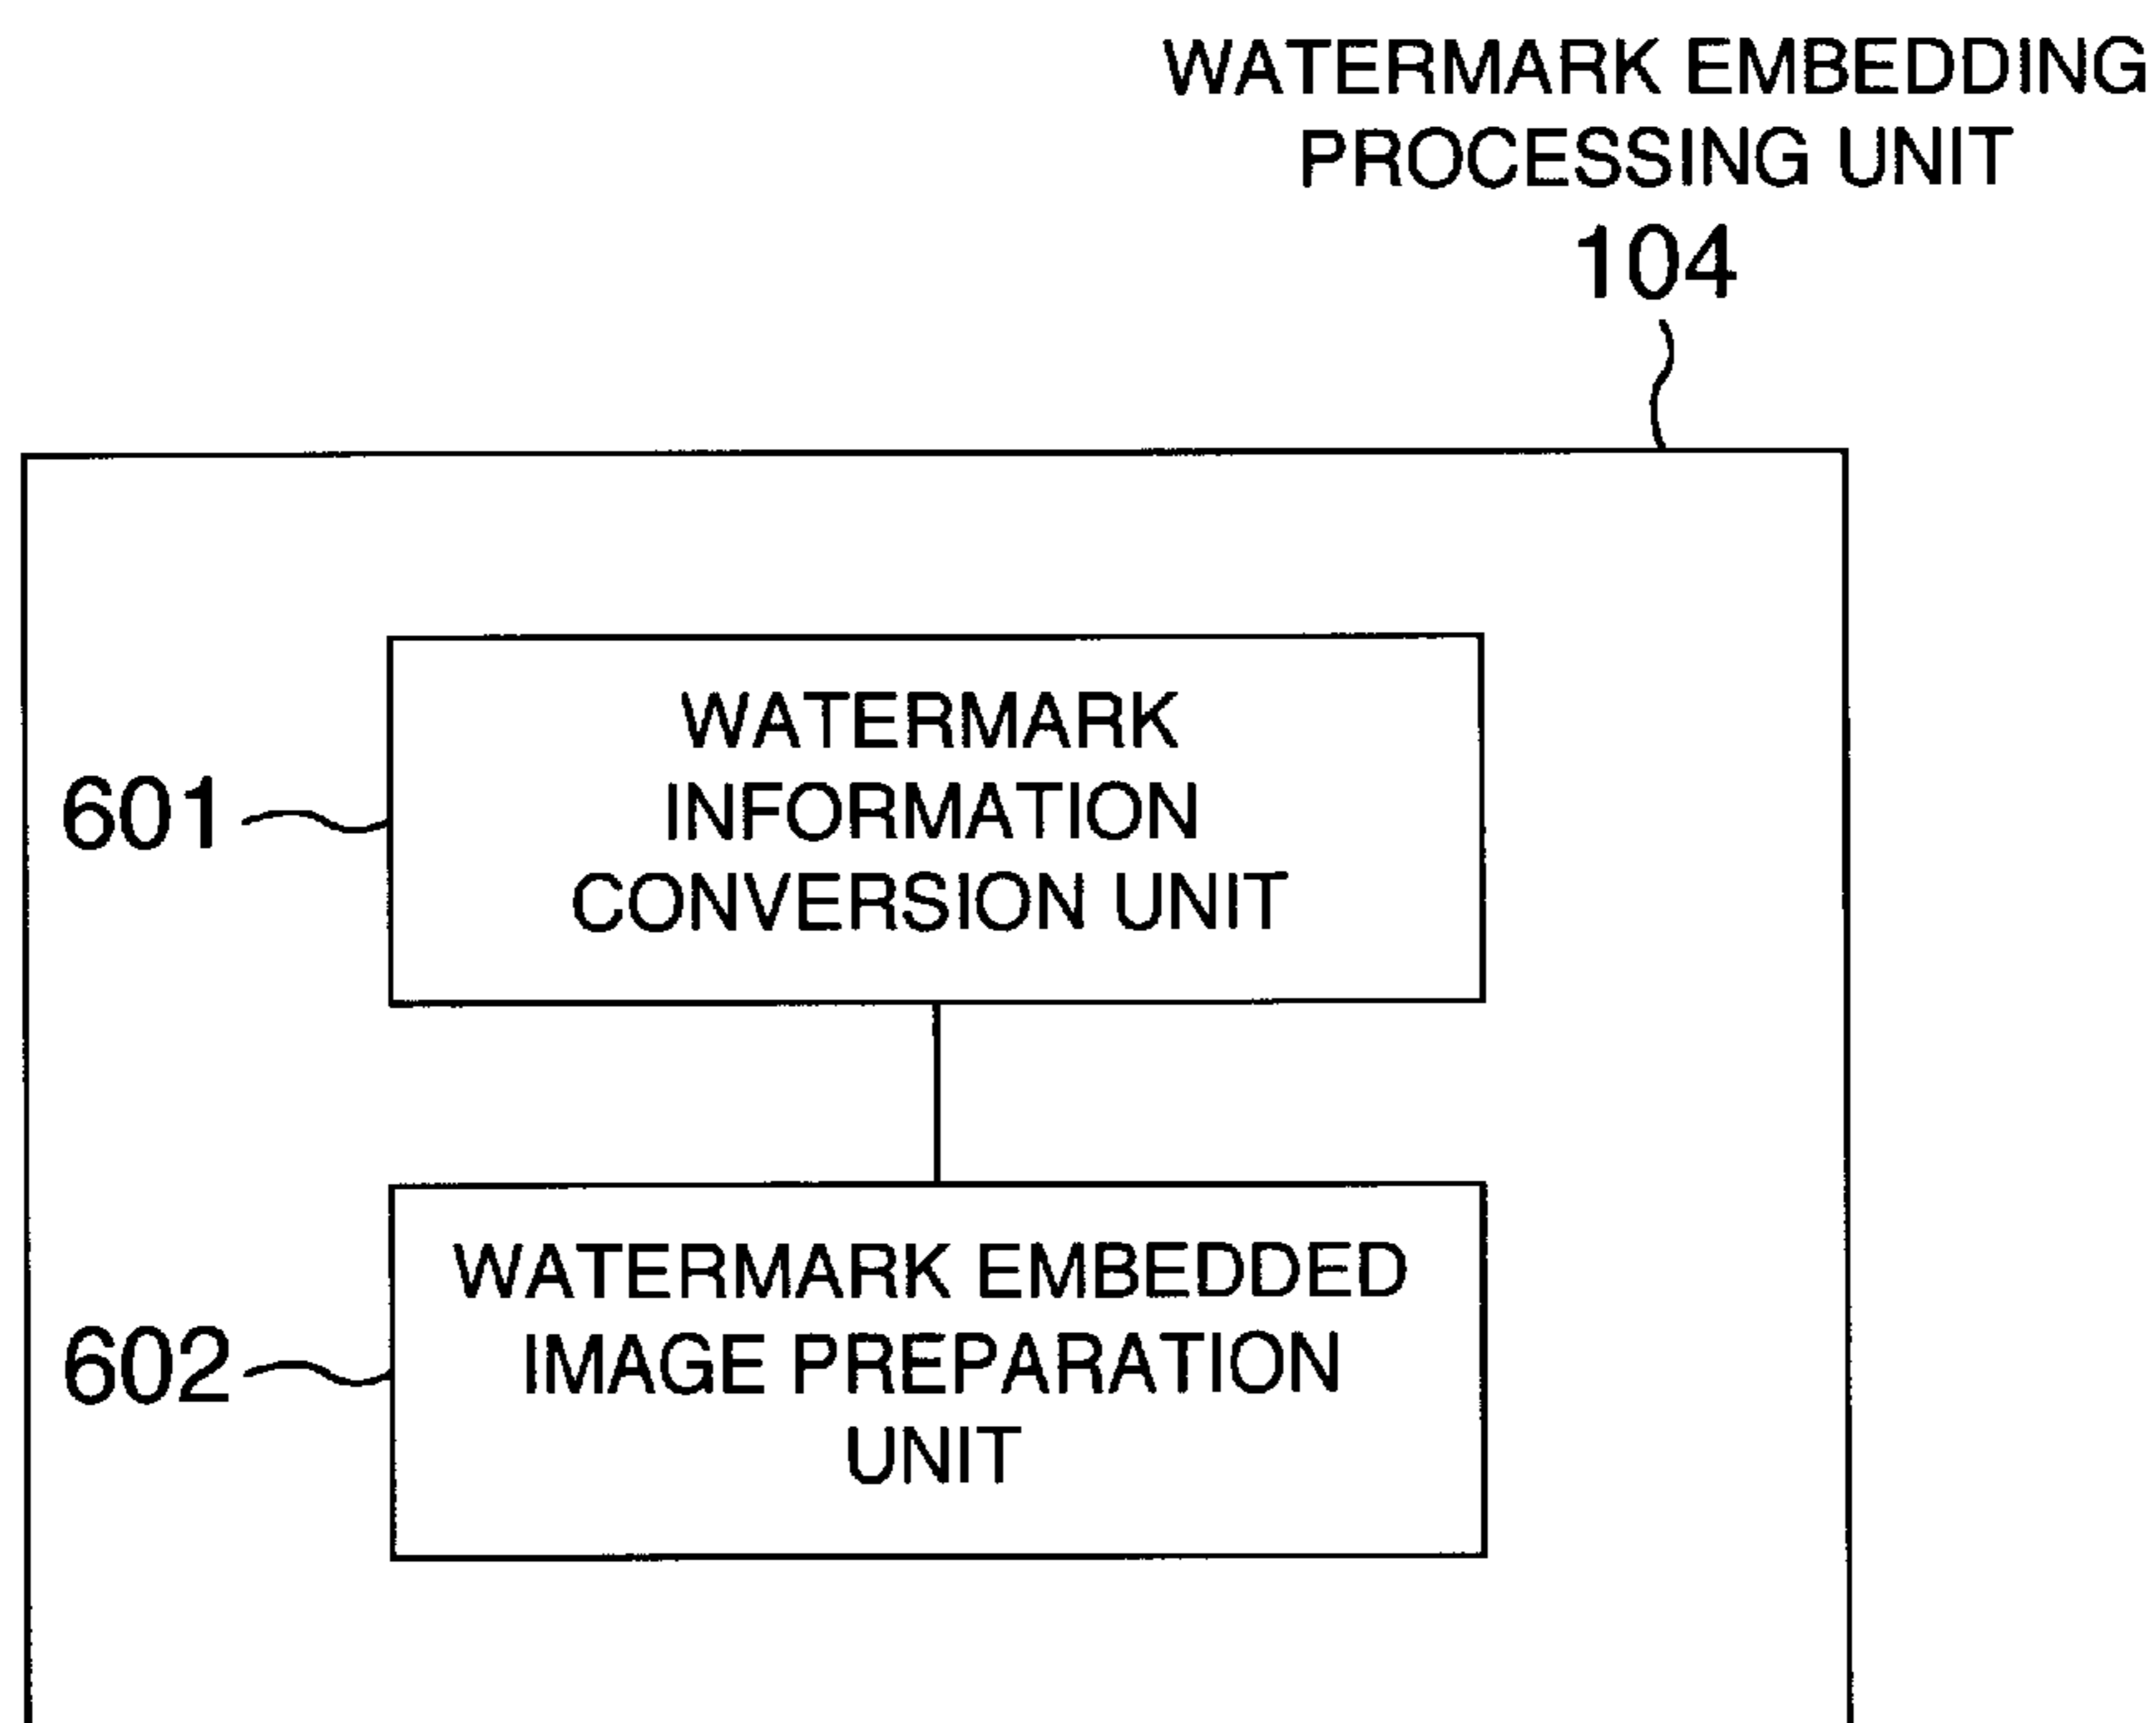 WATERMARK EMBEDDING
PROCESSING UNIT
104
601
WATERMARK
INFORMATION
CONVERSION UNIT
602
WATERMARK EMBEDDED
IMAGE PREPARATION
UNIT